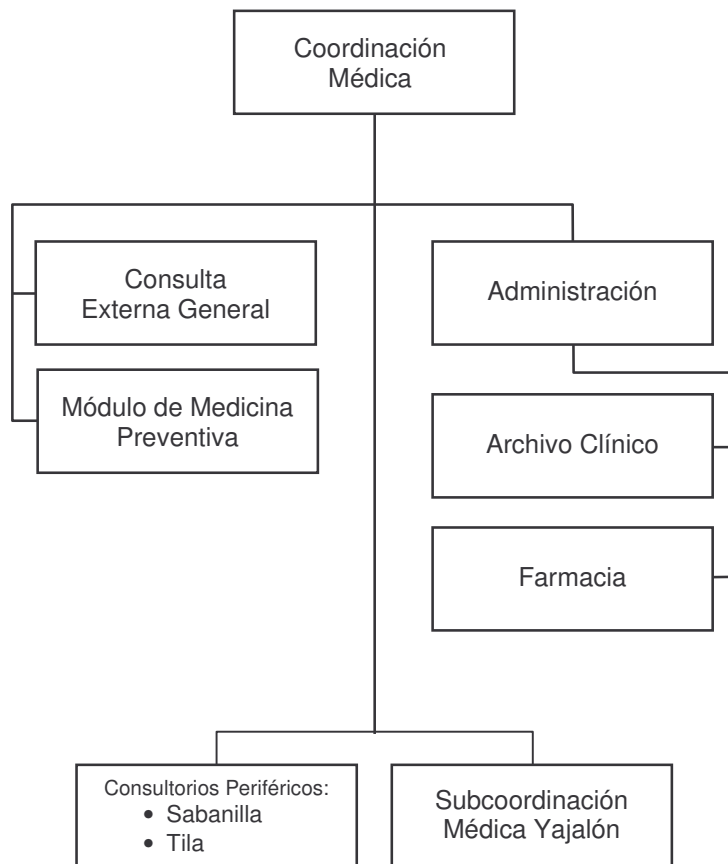 Coordinación
Médica
Consulta
Externa General
Módulo de Medicina
Preventiva
Administración
Archivo Clínico
Farmacia
Consultorios Periféricos:
• Sabanilla
• Tila
Subcoordinación
Médica Yajalón